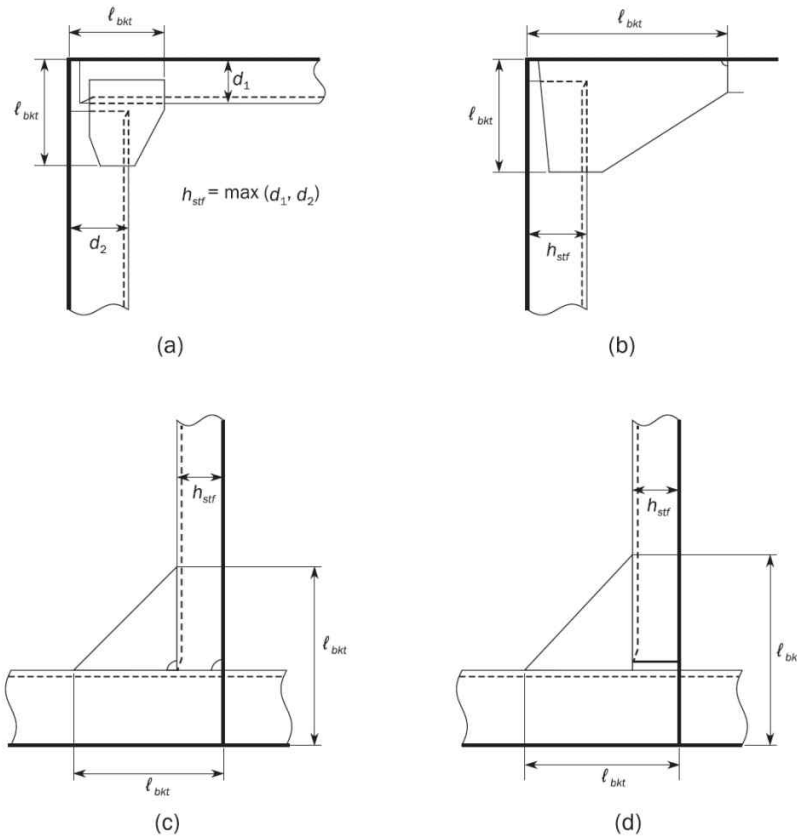 ℓbkt
ℓbkt
d1
ℓbkt
ℓbkt
hstf = max (d1, d2)
d2
hstf
(a)
(b)
hstf
hstf
ℓbkt
ℓbk
ℓbkt
ℓbkt
(c)
(d)